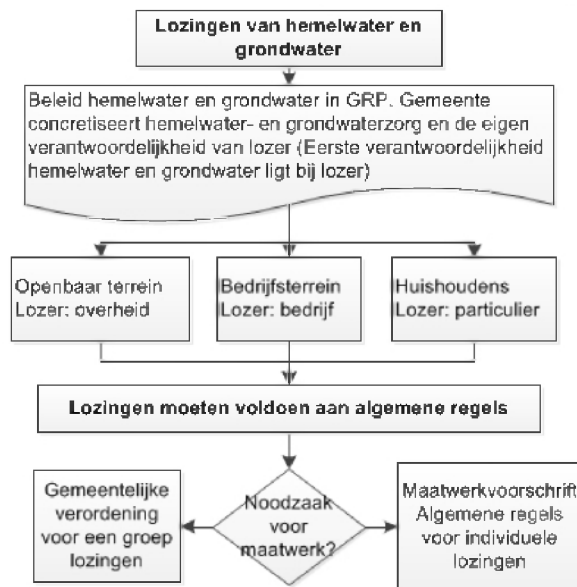 Lozingen van hemelwater en
grondwater
Beleid hemelwater en grondwater in GRP. Gemeente
concretiseert hemelwater- en grondwaterzorg en de eigen
verantwoordelijkheid van lozer (Eerste verantwoordelijkheid
hemelwater en grondwater ligt bij lozer)
Openbaar terrein
Lozer: overheid
Bedrijfsterrein
Lozer: bedrijf
Huishoudens
Lozer: particulier
Lozingen moeten voldoen aan algemene regels
Gemeentelijke
verordening
voor een groep
lozingen
Noodzaak
voor
maatwerk?
Maatwerkvoorschrift
Algemene regels
voor individuele
lozingen